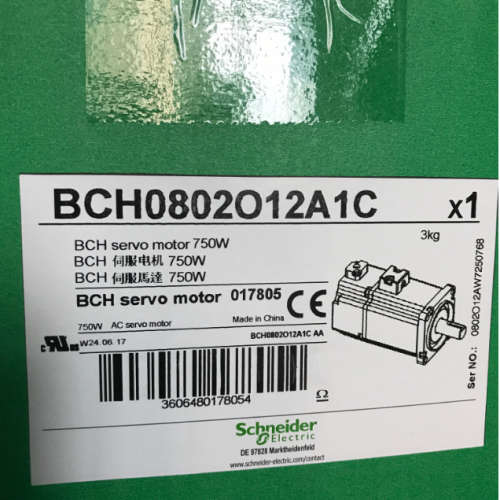 BCH0802O12A1C x1
3kg
BCH servo motor 750W
BCH 伺服电机 750W
BCH 伺服馬達 750W
BCH servo motor 017805 CE
750W AC servo motor Made in China
W24.06.17 BCH0802O12A1C AA
3606480178054
Ω
Schneider
Electric
DE 97828 Marktheidenfeld
www.schneider-electric.com/contact
Ser NO.: 0802O12AW7250768